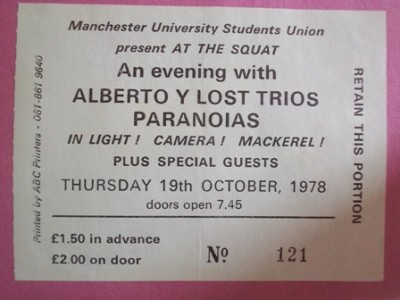 Manchester University Students Union
present AT THE SQUAT
An evening with
ALBERTO Y LOST TRIOS
PARANOIAS
IN LIGHT! CAMERA! MACKEREL!
PLUS SPECIAL GUESTS
THURSDAY 19th OCTOBER, 1978
doors open 7.45
£1.50 in advance
£2.00 on door
No. 121
Printed by ABC Printers - 061-861 9640
RETAIN THIS PORTION